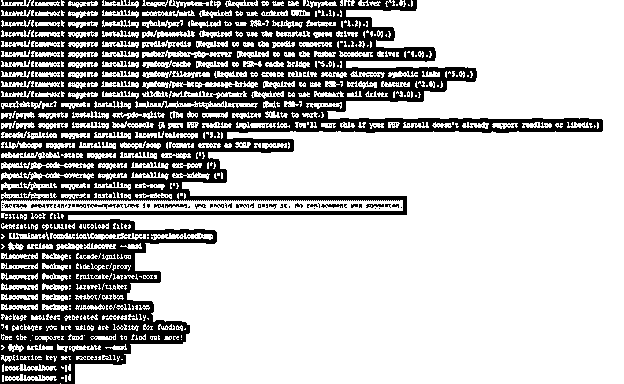 laravel/framework suggests installing league/flysystem-sftp (Required to use the Flysystem SFTP driver (^1.0).)
laravel/framework suggests installing moontoast/math (Required to use ordered UUIDs (^1.1).)
laravel/framework suggests installing nyholm/psr7 (Required to use PSR-7 bridging features (^1.2).)
laravel/framework suggests installing pda/pheanstalk (Required to use the beanstalk queue driver (^4.0).)
laravel/framework suggests installing predis/predis (Required to use the predis connector (^1.1.2).)
laravel/framework suggests installing pusher/pusher-php-server (Required to use the Pusher broadcast driver (^4.0).)
laravel/framework suggests installing symfony/cache (Required to PSR-6 cache bridge (^5.0).)
laravel/framework suggests installing symfony/filesystem (Required to create relative storage directory symbolic links (^5.0).)
laravel/framework suggests installing symfony/psr-http-message-bridge (Required to use PSR-7 bridging features (^2.0).)
laravel/framework suggests installing wildbit/swiftmailer-postmark (Required to use Postmark mail driver (^3.0).)
guzzlehttp/psr7 suggests installing laminas/laminas-httphandlerrunner (Emit PSR-7 responses)
psy/psysh suggests installing ext-pdo-sqlite (The doc command requires SQLite to work.)
psy/psysh suggests installing hoa/console (A pure PHP readline implementation. You'll want this if your PHP install doesn't already support readline or libedit.)
facade/ignition suggests installing laravel/telescope (^3.1)
filp/whoops suggests installing whoops/soap (Formats errors as SOAP responses)
sebastian/global-state suggests installing ext-uopz (*)
phpunit/php-code-coverage suggests installing ext-pcov (*)
phpunit/php-code-coverage suggests installing ext-xdebug (*)
phpunit/phpunit suggests installing ext-soap (*)
phpunit/phpunit suggests installing ext-xdebug (*)
Package sebastian/resource-operations is abandoned, you should avoid using it. No replacement was suggested.
Writing lock file
Generating optimized autoload files
> Illuminate\Foundation\ComposerScripts::postAutoloadDump
> @php artisan package:discover --ansi
Discovered Package: facade/ignition
Discovered Package: fideloper/proxy
Discovered Package: fruitcake/laravel-cors
Discovered Package: laravel/tinker
Discovered Package: nesbot/carbon
Discovered Package: nunomaduro/collision
Package manifest generated successfully.
74 packages you are using are looking for funding.
Use the `composer fund` command to find out more!
> @php artisan key:generate --ansi
Application key set successfully.
[root@localhost ~]#
[root@localhost ~]#